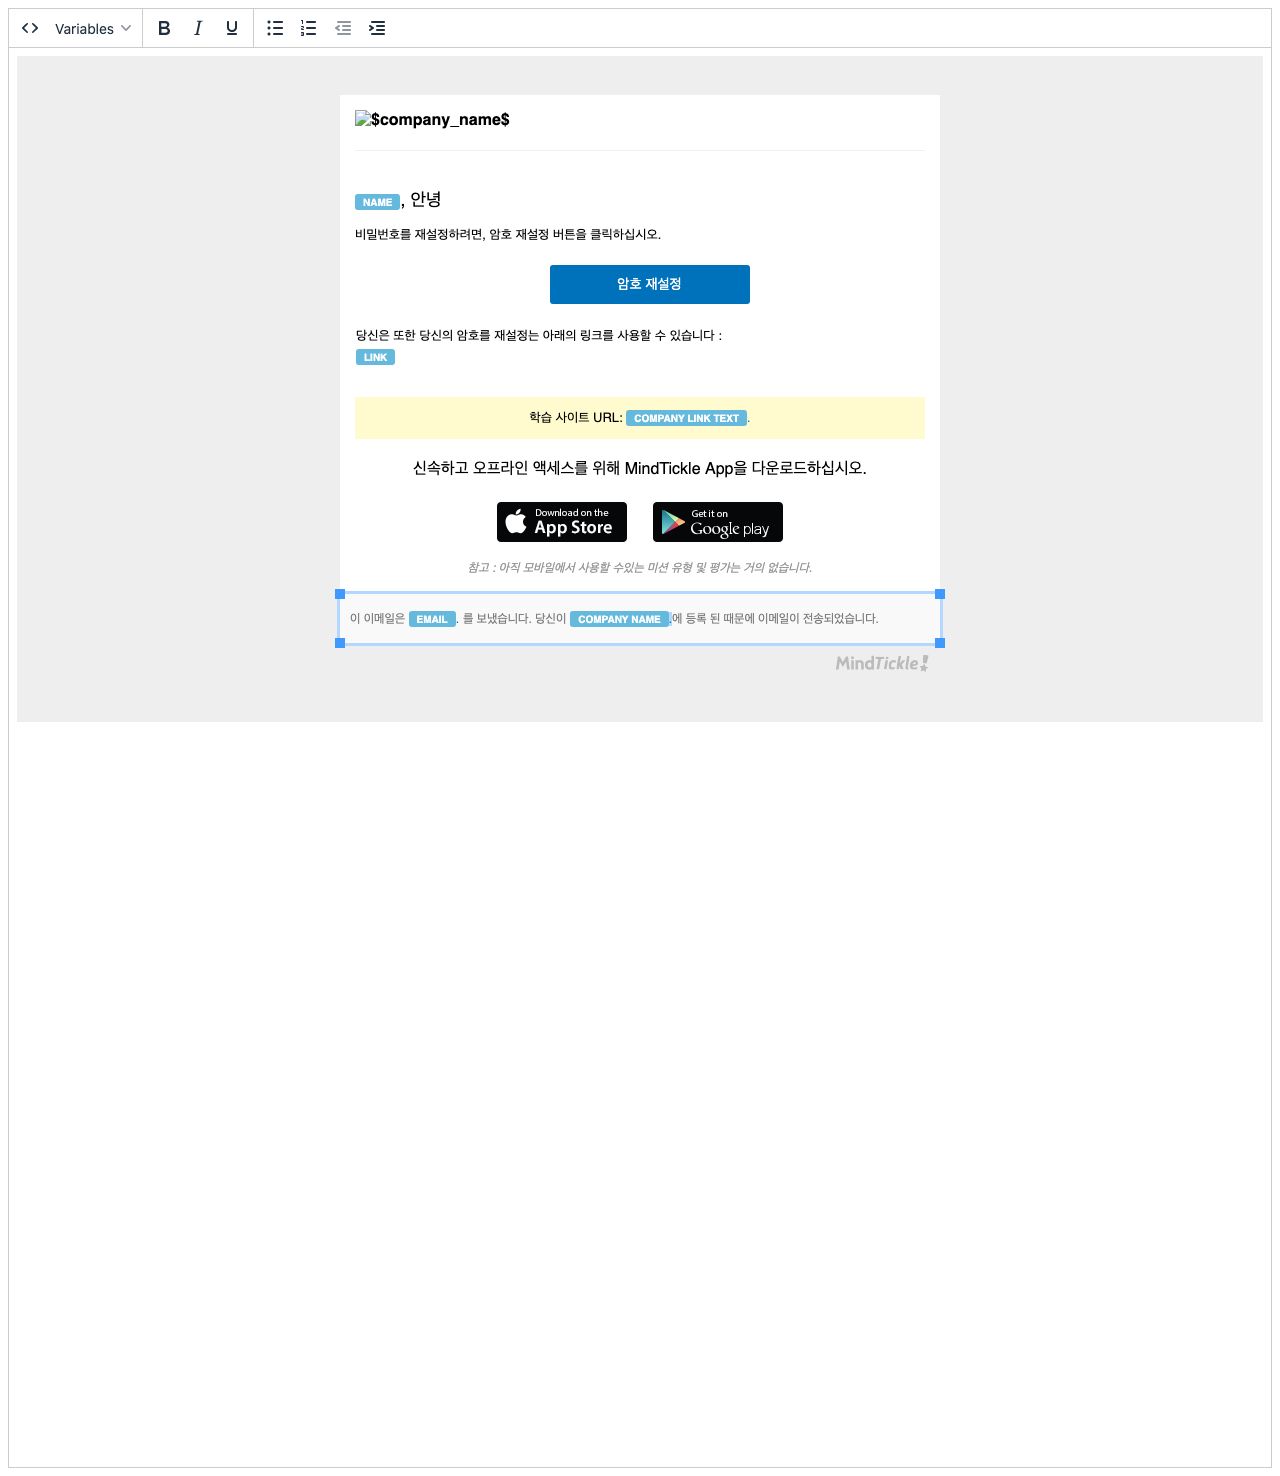 Variables B I U
$company_name$
NAME, 안녕
비밀번호를 재설정하려면, 암호 재설정 버튼을 클릭하십시오.
암호 재설정
당신은 또한 당신의 암호를 재설정는 아래의 링크를 사용할 수 있습니다 :
LINK
학습 사이트 URL: COMPANY LINK TEXT.
신속하고 오프라인 액세스를 위해 MindTickle App을 다운로드하십시오.
Download on the
App Store
Get it on
Google play
참고 : 아직 모바일에서 사용할 수있는 미션 유형 및 평가는 거의 없습니다.
이 이메일은 EMAIL. 를 보냈습니다. 당신이 COMPANY NAME.에 등록 된 때문에 이메일이 전송되었습니다.
MindTickle!